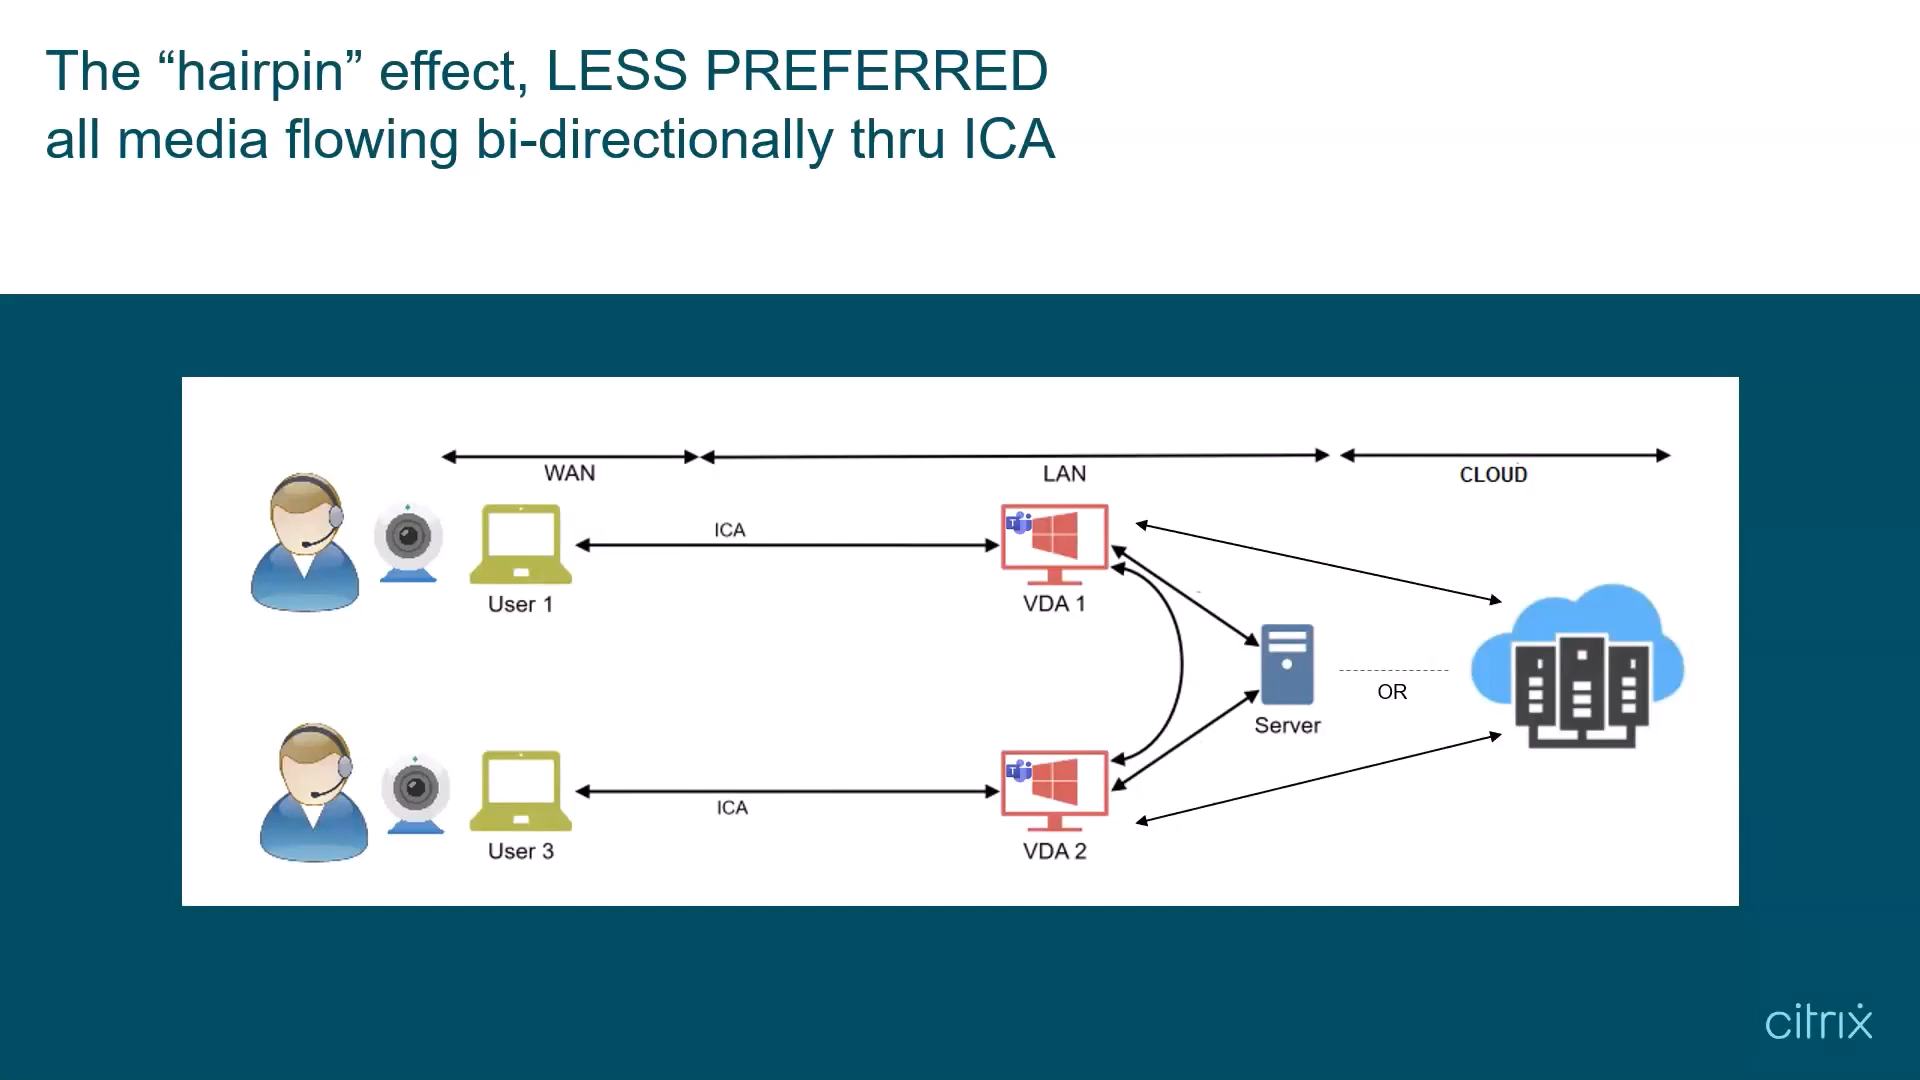 The “hairpin” effect, LESS PREFERRED
all media flowing bi-directionally thru ICA
WAN
LAN
CLOUD
ICA
User 1
VDA 1
Server
OR
ICA
User 3
VDA 2
citrix